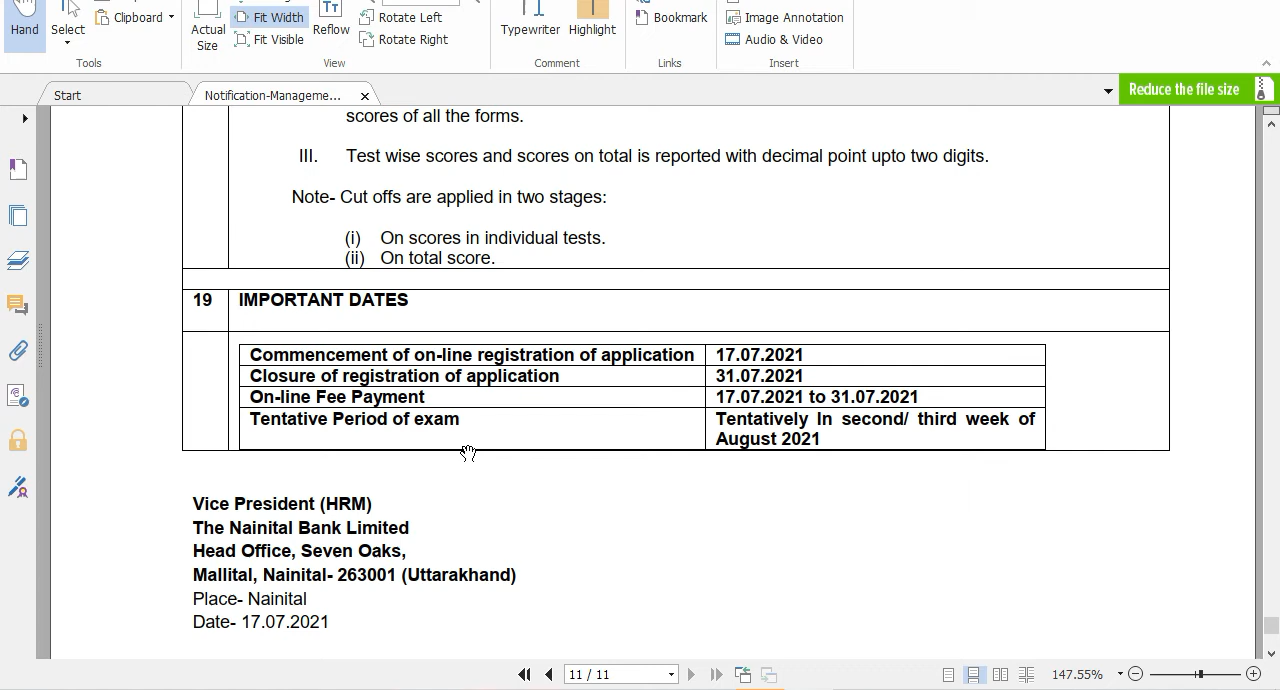 Hand
Select
Clipboard
Tools
Actual
Size
Fit Width
Fit Visible
Reflow
Rotate Left
Rotate Right
View
Typewriter
Highlight
Comment
Bookmark
Links
Image Annotation
Audio & Video
Insert
Start
Notification-Manageme...
Reduce the file size
scores of all the forms.
III. Test wise scores and scores on total is reported with decimal point upto two digits.
Note- Cut offs are applied in two stages:
(i) On scores in individual tests.
(ii) On total score.
19 IMPORTANT DATES
Commencement of on-line registration of application 17.07.2021
Closure of registration of application 31.07.2021
On-line Fee Payment 17.07.2021 to 31.07.2021
Tentative Period of exam Tentatively In second/ third week of
August 2021
Vice President (HRM)
The Nainital Bank Limited
Head Office, Seven Oaks,
Mallital, Nainital- 263001 (Uttarakhand)
Place- Nainital
Date- 17.07.2021
11 / 11
147.55%